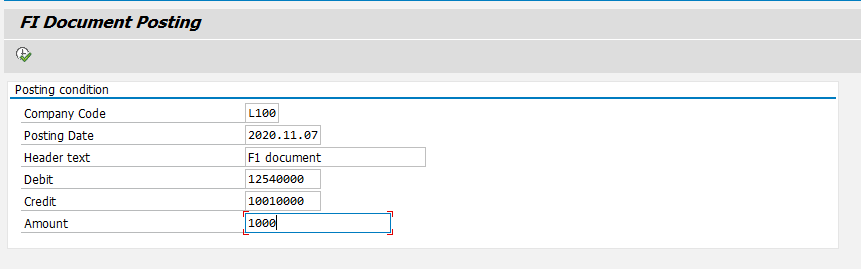 FI Document Posting
Posting condition
Company Code L100
Posting Date 2020.11.07
Header text F1 document
Debit 12540000
Credit 10010000
Amount 1000